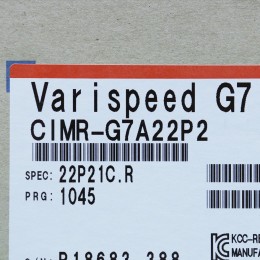 Varispeed G7
CIMR-G7A22P2
SPEC: 22P21C.R
PRG: 1045
KCC-RE
MANUFA